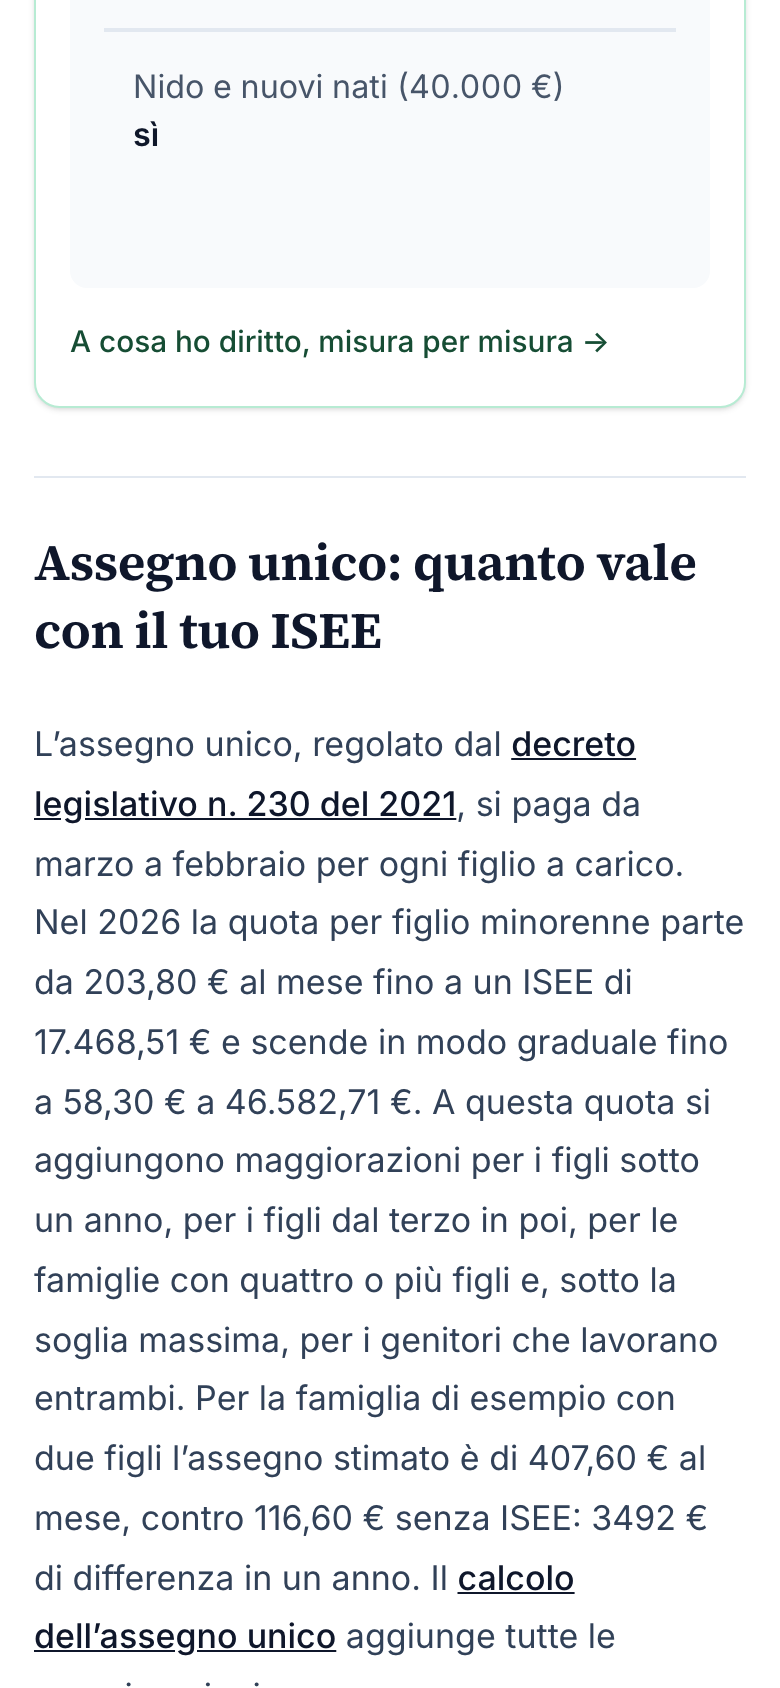 Nido e nuovi nati (40.000 €)
sì
A cosa ho diritto, misura per misura →
Assegno unico: quanto vale
con il tuo ISEE
L’assegno unico, regolato dal decreto
legislativo n. 230 del 2021, si paga da
marzo a febbraio per ogni figlio a carico.
Nel 2026 la quota per figlio minorenne parte
da 203,80 € al mese fino a un ISEE di
17.468,51 € e scende in modo graduale fino
a 58,30 € a 46.582,71 €. A questa quota si
aggiungono maggiorazioni per i figli sotto
un anno, per i figli dal terzo in poi, per le
famiglie con quattro o più figli e, sotto la
soglia massima, per i genitori che lavorano
entrambi. Per la famiglia di esempio con
due figli l’assegno stimato è di 407,60 € al
mese, contro 116,60 € senza ISEE: 3492 €
di differenza in un anno. Il calcolo
dell’assegno unico aggiunge tutte le